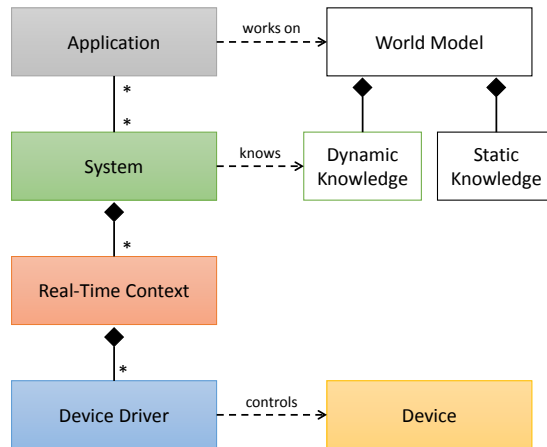 Application
works on
World Model
*
*
System
knows
Dynamic
Knowledge
Static
Knowledge
*
Real-Time Context
*
Device Driver
controls
Device